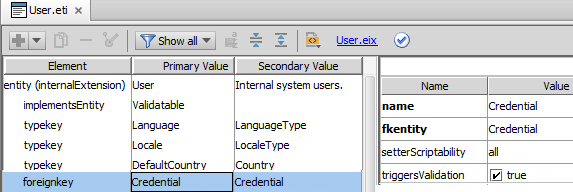 User.eti ×
Show all User.eix
Element Primary Value Secondary Value
entity (internalExtension) User Internal system users.
implementsEntity Validatable
typekey Language LanguageType
typekey Locale LocaleType
typekey DefaultCountry Country
foreignkey Credential Credential
Name Value
name Credential
fkentity Credential
setterScriptability all
triggersValidation true